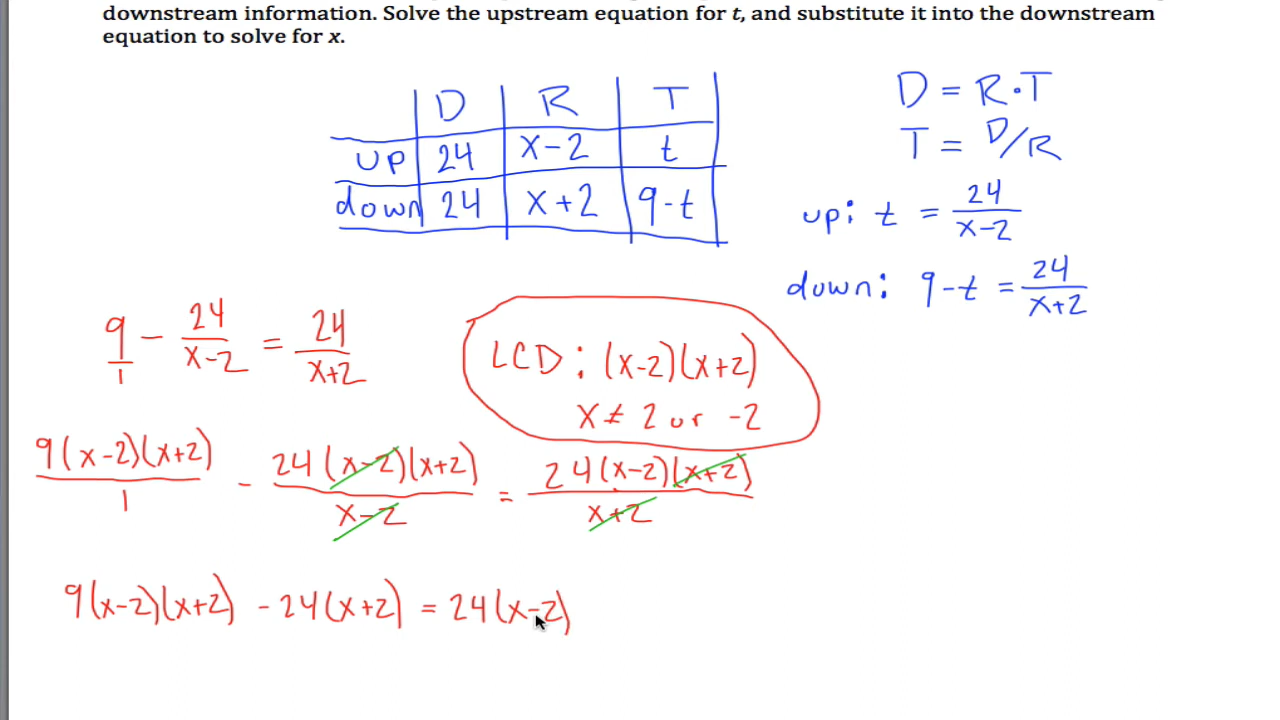 downstream information. Solve the upstream equation for t, and substitute it into the downstream
equation to solve for x.
D R T
up 24 x-2 t
down 24 x+2 9-t
D = R·T
T = D/R
up: t = 24/(x-2)
down: 9-t = 24/(x+2)
9/1 - 24/(x-2) = 24/(x+2)
LCD: (x-2)(x+2)
x ≠ 2 or -2
9(x-2)(x+2)/1 - 24(x-2)(x+2)/(x-2) = 24(x-2)(x+2)/(x+2)
9(x-2)(x+2) - 24(x+2) = 24(x-2)